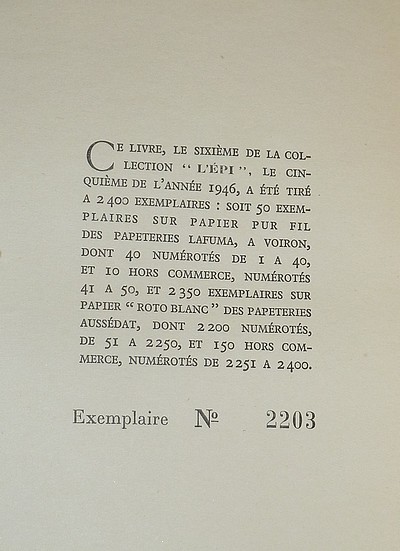 CE LIVRE, LE SIXIÈME DE LA COL-
LECTION “ L'ÉPI ”, LE CIN-
QUIÈME DE L'ANNÉE 1946, A ÉTÉ TIRÉ
A 2400 EXEMPLAIRES : SOIT 50 EXEM-
PLAIRES SUR PAPIER PUR FIL
DES PAPETERIES LAFUMA, A VOIRON,
DONT 40 NUMÉROTÉS DE 1 A 40,
ET 10 HORS COMMERCE, NUMÉROTÉS
41 A 50, ET 2350 EXEMPLAIRES SUR
PAPIER “ ROTO BLANC ” DES PAPETERIES
AUSSÉDAT, DONT 2200 NUMÉROTÉS,
DE 51 A 2250, ET 150 HORS COM-
MERCE, NUMÉROTÉS DE 2251 A 2400.
Exemplaire Nº 2203